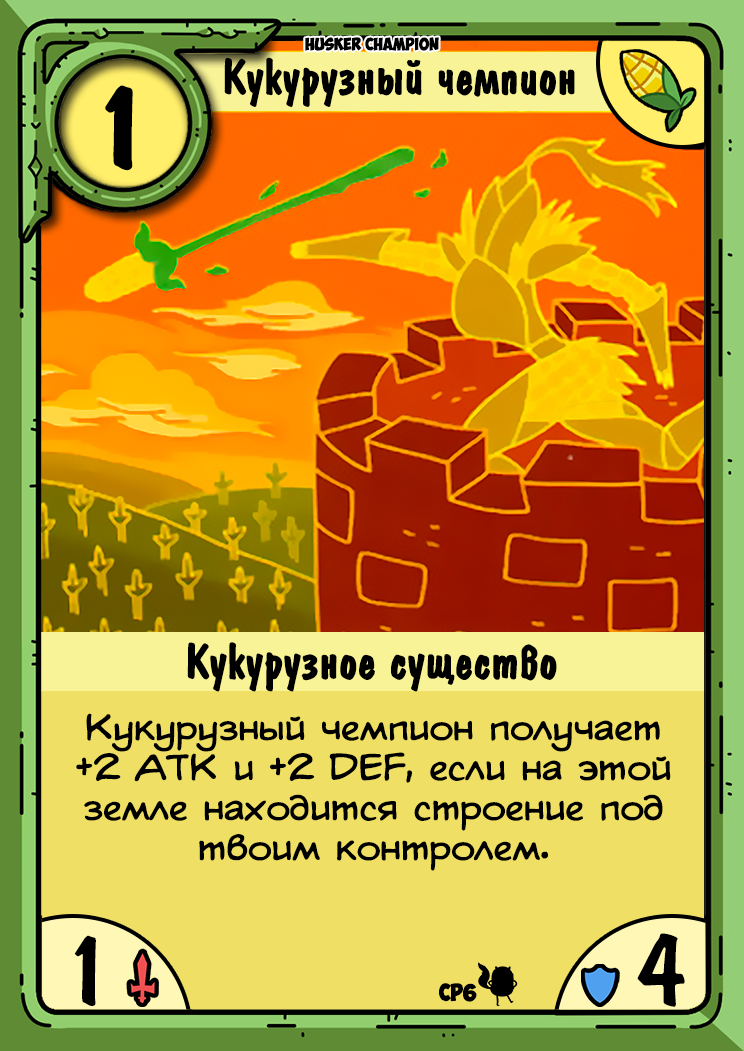 HUSKER CHAMPION
Кукурузный чемпион
1
Кукурузное существо
Кукурузный чемпион получает
+2 ATK и +2 DEF, если на этой
земле находится строение под
твоим контролем.
1
CP6
4